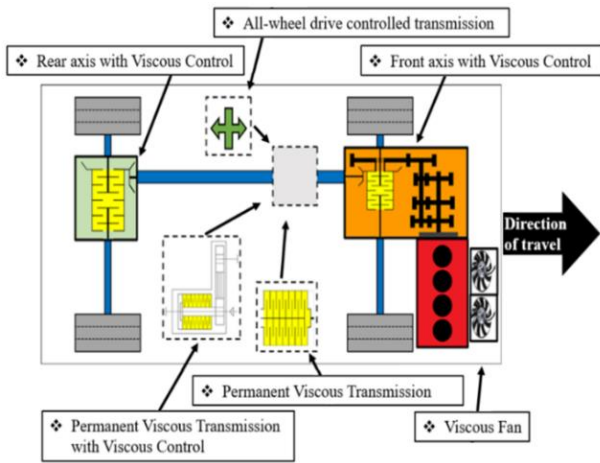 ❖ All-wheel drive controlled transmission
❖ Rear axis with Viscous Control
❖ Front axis with Viscous Control
Direction
of travel
❖ Permanent Viscous Transmission
❖ Permanent Viscous Transmission
with Viscous Control
❖ Viscous Fan